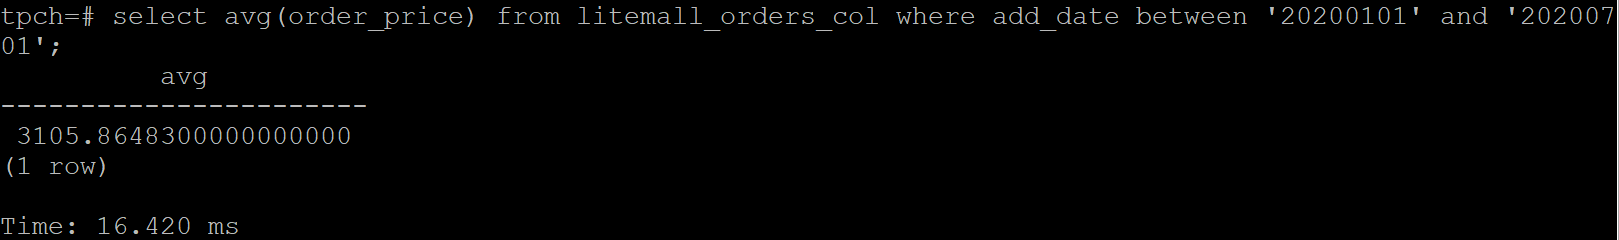 tpch=# select avg(order_price) from litemall_orders_col where add_date between '20200101' and '202007
01';
avg
-----------------------
3105.8648300000000000
(1 row)
Time: 16.420 ms